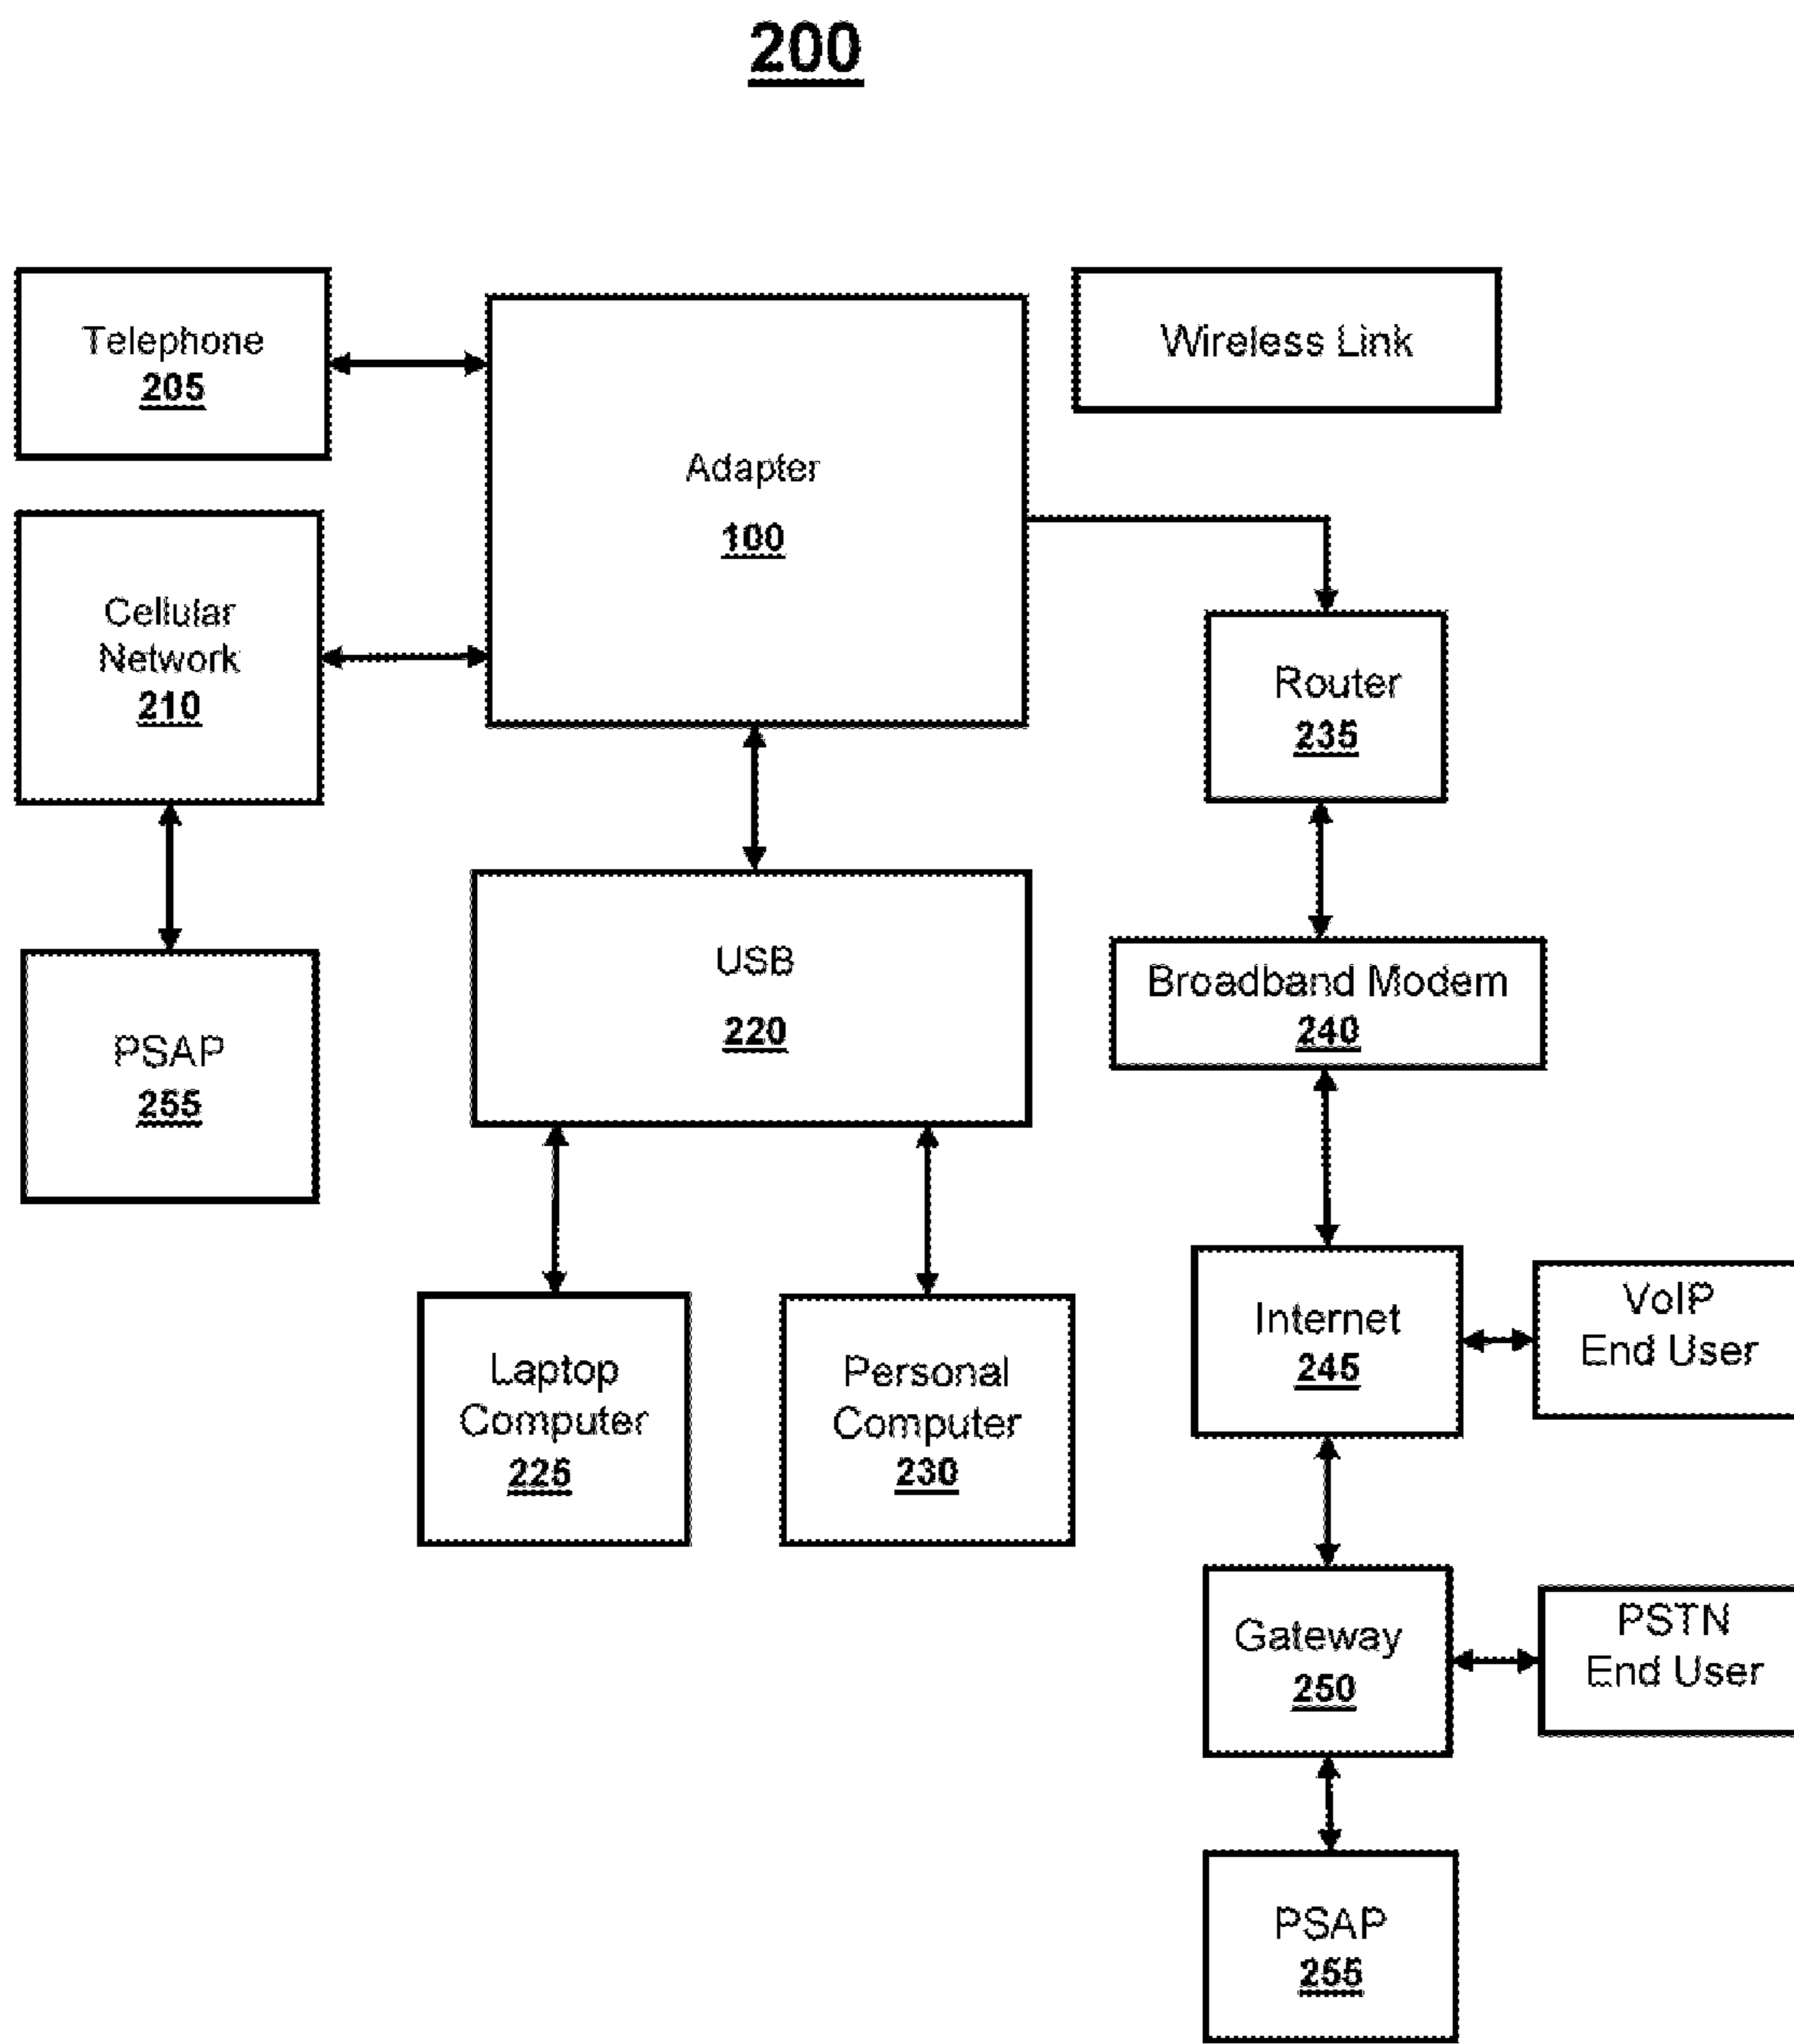 200
Telephone
205
Wireless Link
Adapter
100
Cellular
Network
210
Router
235
USB
220
Broadband Modem
240
PSAP
255
Internet
245
VoIP
End User
Laptop
Computer
225
Personal
Computer
230
Gateway
250
PSTN
End User
PSAP
255